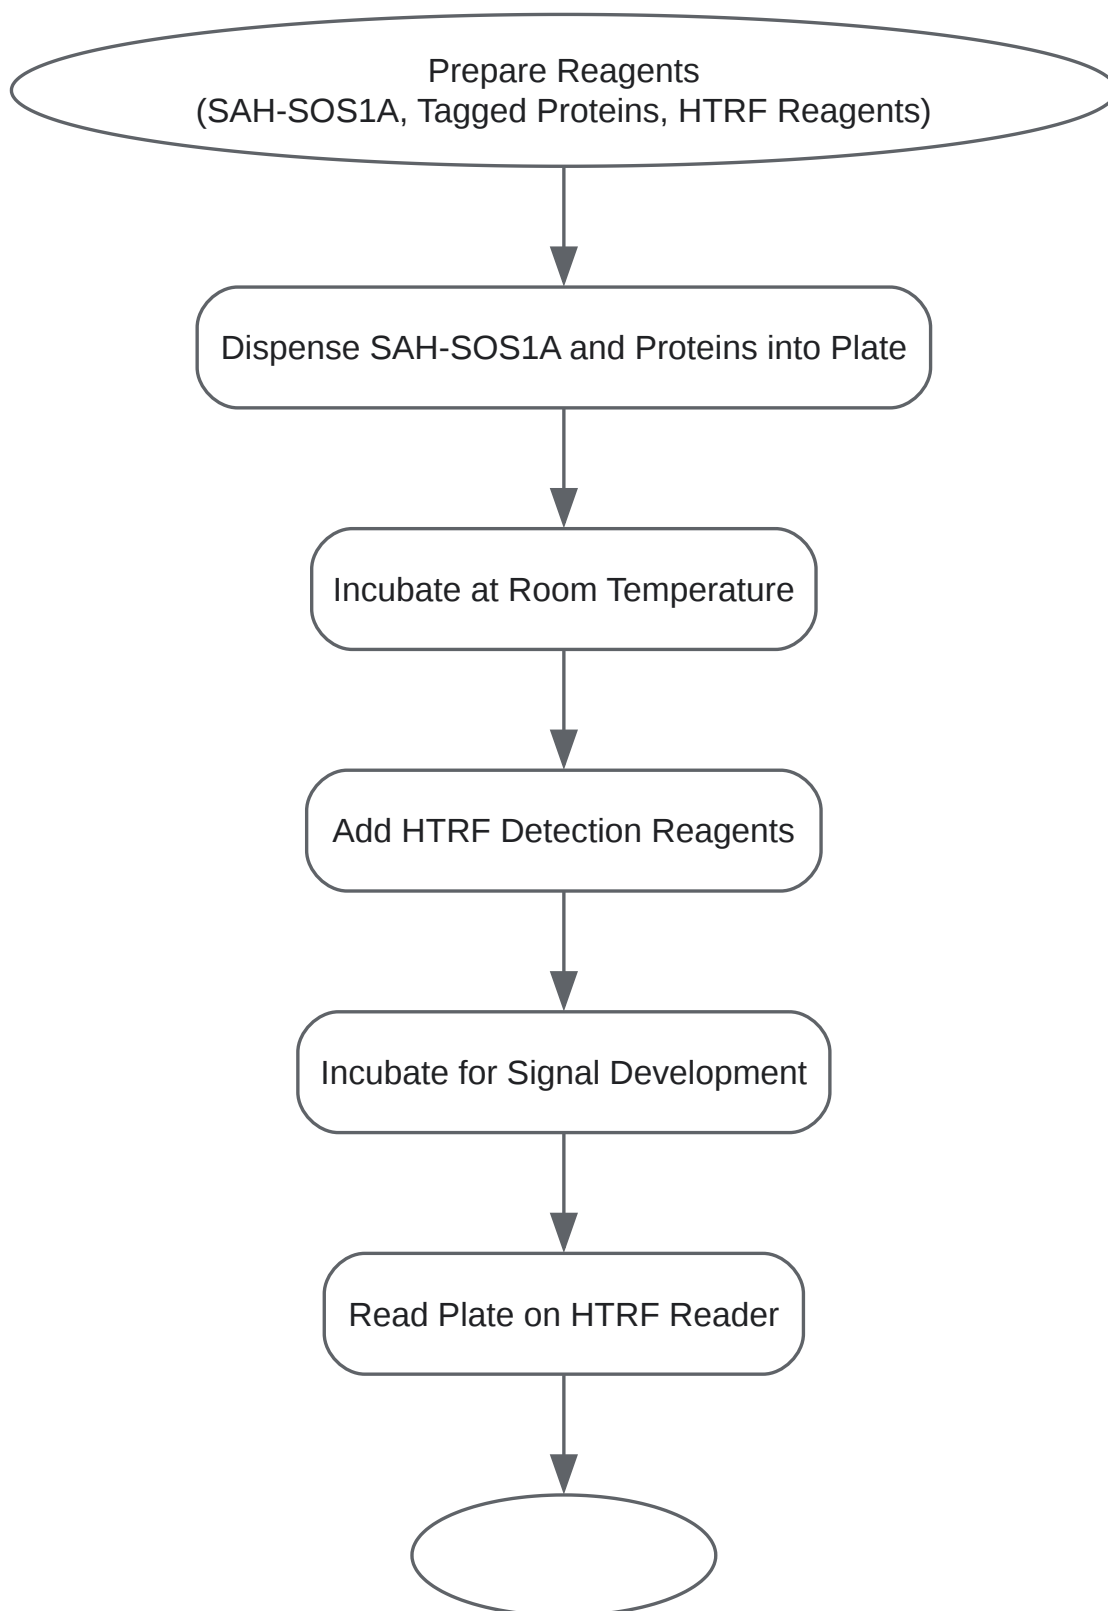 Prepare Reagents
(SAH-SOS1A, Tagged Proteins, HTRF Reagents)
Dispense SAH-SOS1A and Proteins into Plate
Incubate at Room Temperature
Add HTRF Detection Reagents
Incubate for Signal Development
Read Plate on HTRF Reader